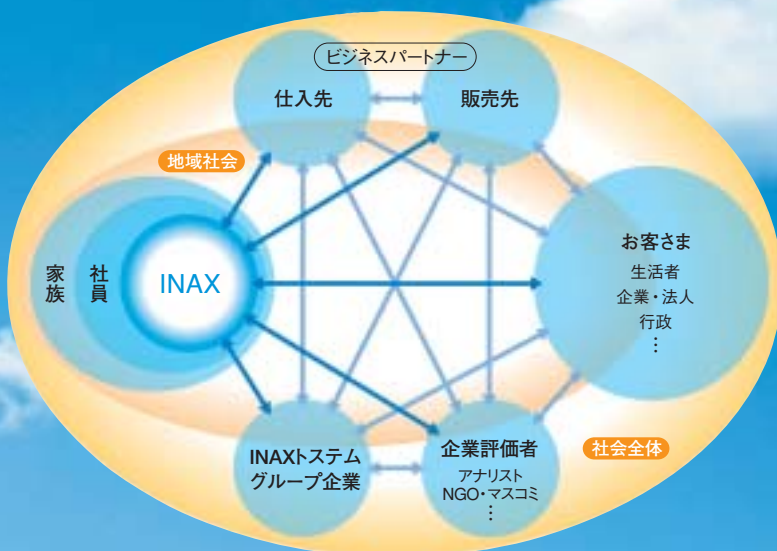 ビジネスパートナー
仕入先
販売先
地域社会
家族
社員
INAX
お客さま
生活者
企業・法人
行政
⋮
INAXトステム
グループ企業
企業評価者
アナリスト
NGO・マスコミ
⋮
社会全体